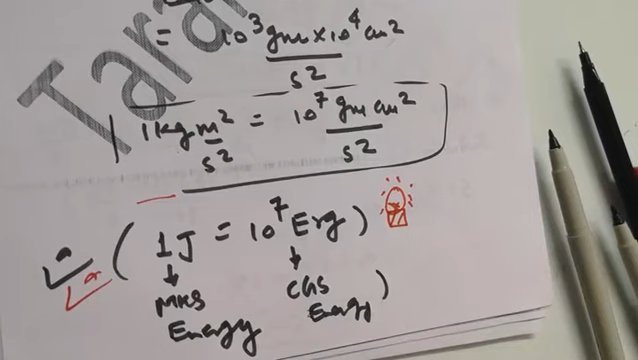 Tara
= 10³ gm × 10⁴ cm² / s²
1 kg m² / s² = 10⁷ gm cm² / s²
( 1J = 10⁷ Erg )
↓ ↓
MKS CGS
Energy Energy )